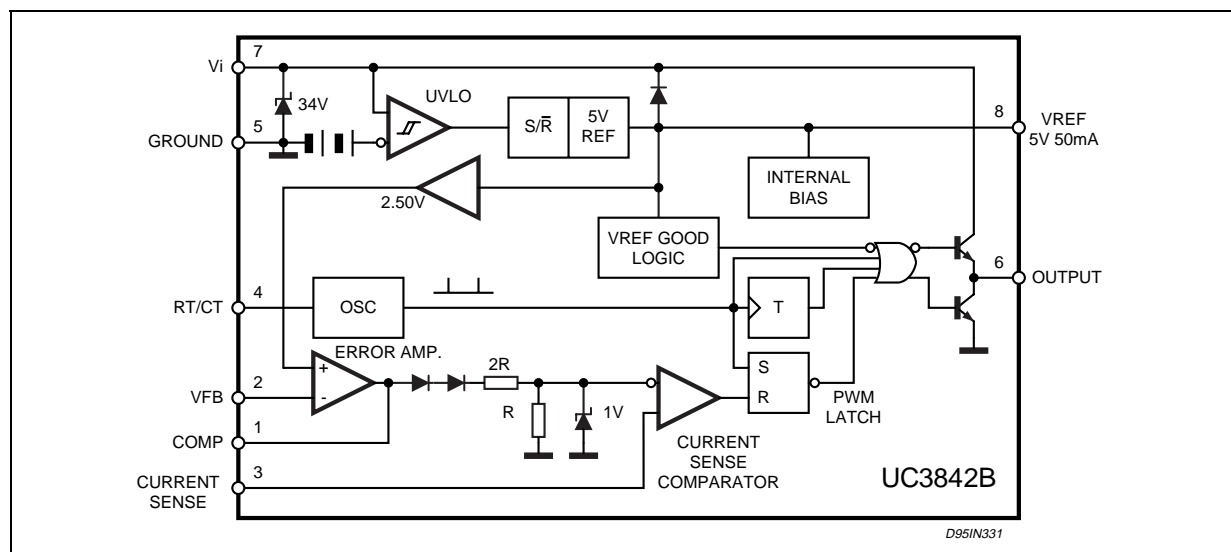 7
Vi
34V
UVLO
S/R̅
5V
REF
8
VREF
5V 50mA
5
GROUND
INTERNAL
BIAS
2.50V
VREF GOOD
LOGIC
6
OUTPUT
4
RT/CT
OSC
T
ERROR AMP.
+
-
2R
S
R
2
VFB
R
1V
PWM
LATCH
1
COMP
CURRENT
SENSE
COMPARATOR
3
CURRENT
SENSE
UC3842B
D95IN331